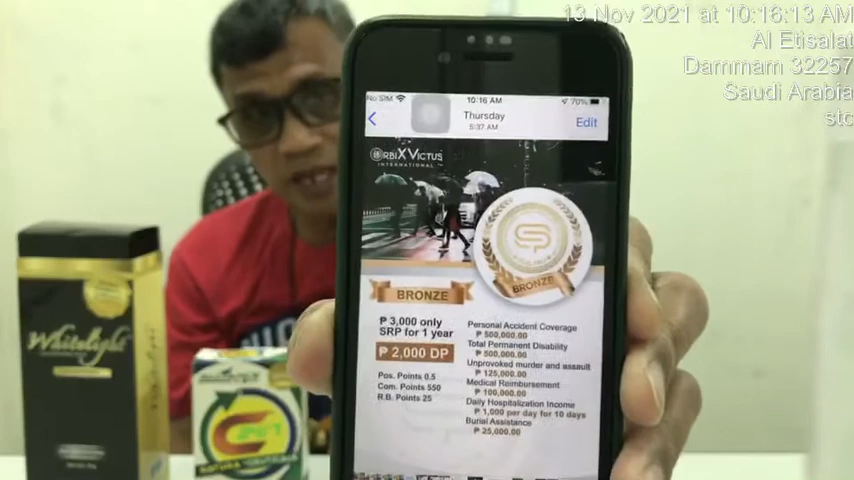 13 Nov 2021 at 10:16:13 AM
Al Etisalat
Dammam 32257
Saudi Arabia
stc
No SIM
10:16 AM
70%
Thursday
5:37 AM
Edit
ORBIX VICTUS
INTERNATIONAL
BRONZE
BRONZE
₱ 3,000 only
SRP for 1 year
₱ 2,000 DP
Pos. Points 0.5
Com. Points 550
R.B. Points 25
Personal Accident Coverage
₱ 500,000.00
Total Permanent Disability
₱ 500,000.00
Unprovoked murder and assault
₱ 125,000.00
Medical Reimbursement
₱ 100,000.00
Daily Hospitalization Income
₱ 1,000 per day for 10 days
Burial Assistance
₱ 25,000.00
Whitelight
NATURA